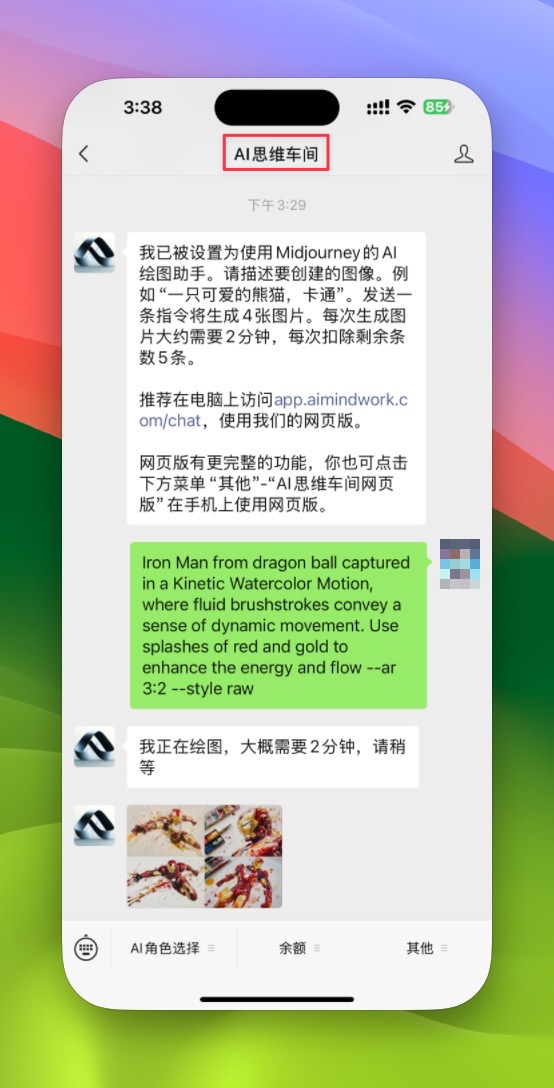 3:38
85
AI思维车间
下午3:29
我已被设置为使用Midjourney的AI
绘图助手。请描述要创建的图像。例
如“一只可爱的熊猫，卡通”。发送一
条指令将生成4张图片。每次生成图
片大约需要2分钟，每次扣除剩余条
数5条。
推荐在电脑上访问app.aimindwork.c
om/chat，使用我们的网页版。
网页版有更完整的功能，你也可点击
下方菜单“其他”-“AI思维车间网页
版”在手机上使用网页版。
Iron Man from dragon ball captured
in a Kinetic Watercolor Motion,
where fluid brushstrokes convey a
sense of dynamic movement. Use
splashes of red and gold to
enhance the energy and flow --ar
3:2 --style raw
我正在绘图，大概需要2分钟，请稍
等
AI角色选择 余额 其他